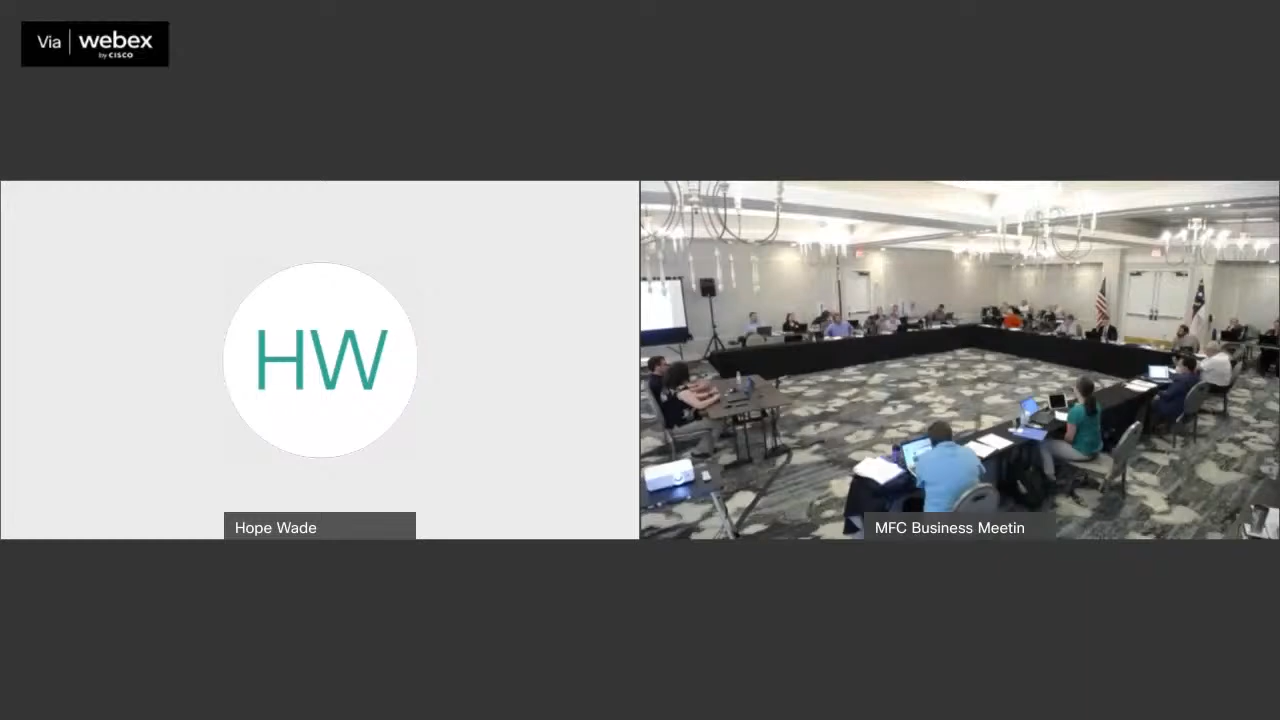 Via | webex
by CISCO
HW
Hope Wade
MFC Business Meetin